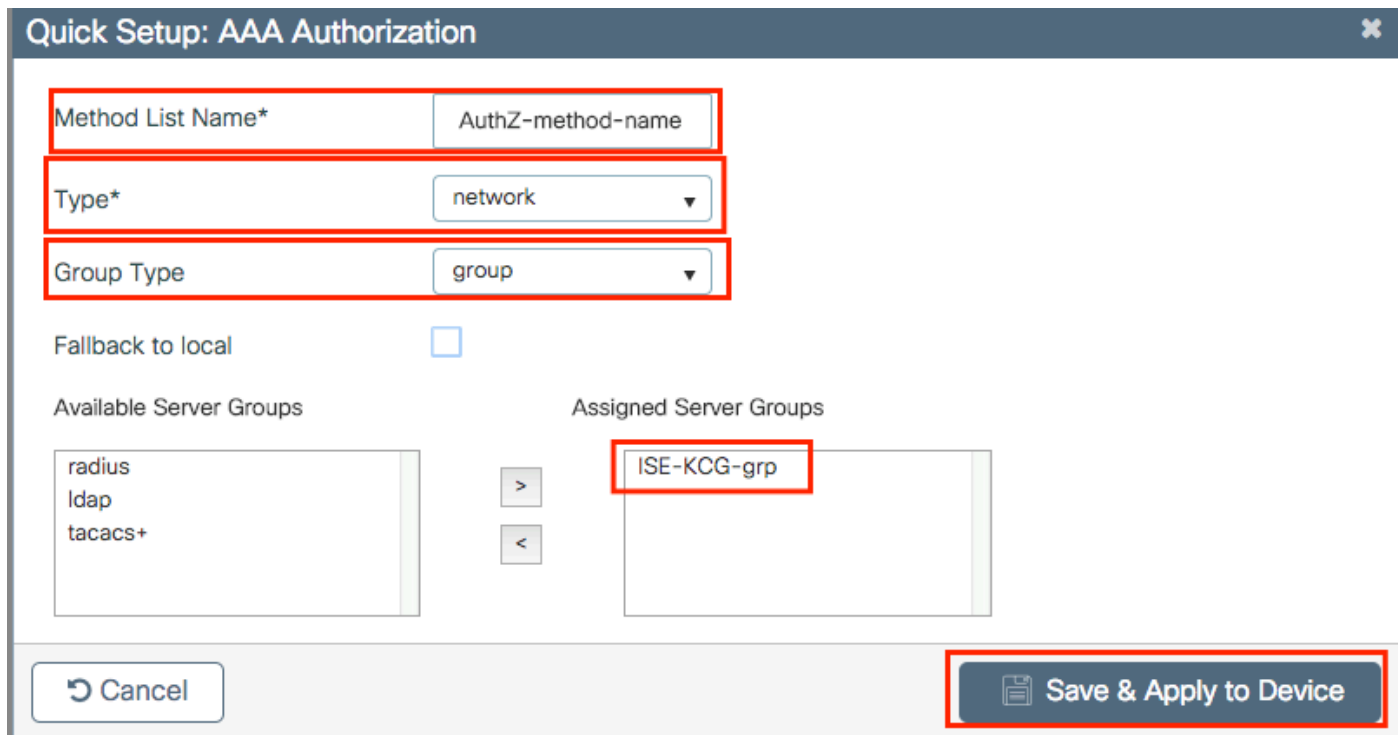 Quick Setup: AAA Authorization ✖
Method List Name* AuthZ-method-name
Type* network ▼
Group Type group ▼
Fallback to local
Available Server Groups Assigned Server Groups
radius > ISE-KCG-grp
ldap
tacacs+ <
Cancel Save & Apply to Device